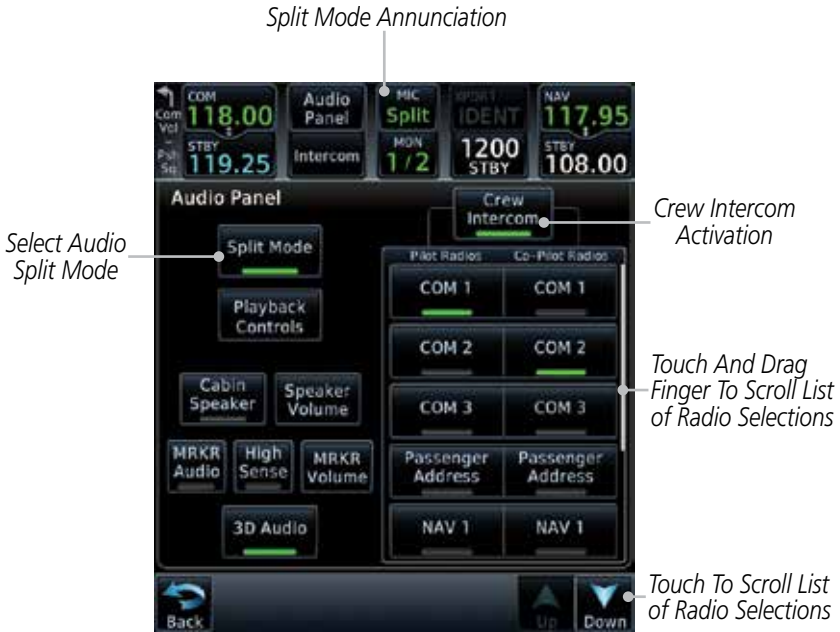 Split Mode Annunciation
COM
118.00
Com
Vol
STBY
Psh
Sq
119.25
Audio
Panel
Intercom
MIC
Split
MON
1/2
XPDR1
IDENT
1200
STBY
NAV
117.95
STBY
108.00
Audio Panel
Crew
Intercom
Crew Intercom
Activation
Select Audio
Split Mode
Split Mode
Playback
Controls
Pilot Radios
Co-Pilot Radios
COM 1
COM 1
COM 2
COM 2
COM 3
COM 3
Passenger
Address
Passenger
Address
NAV 1
NAV 1
Touch And Drag
Finger To Scroll List
of Radio Selections
Cabin
Speaker
Speaker
Volume
MRKR
Audio
High
Sense
MRKR
Volume
3D Audio
Back
Up
Down
Touch To Scroll List
of Radio Selections